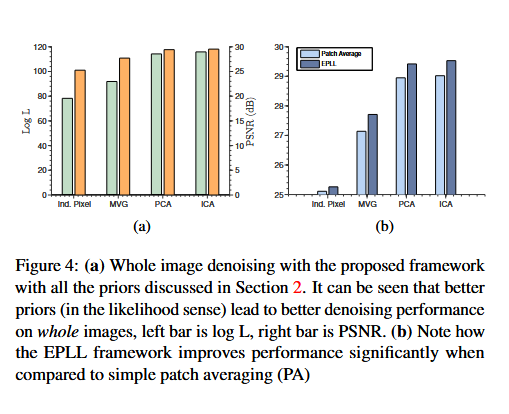 120
100
80
60
40
20
0
Log L
30
25
20
15
10
5
0
PSNR (dB)
Ind. Pixel MVG PCA ICA
(a)
30
29
28
27
26
25
Patch Average
EPLL
Ind. Pixel MVG PCA ICA
(b)
Figure 4: (a) Whole image denoising with the proposed framework
with all the priors discussed in Section 2. It can be seen that better
priors (in the likelihood sense) lead to better denoising performance
on whole images, left bar is log L, right bar is PSNR. (b) Note how
the EPLL framework improves performance significantly when
compared to simple patch averaging (PA)